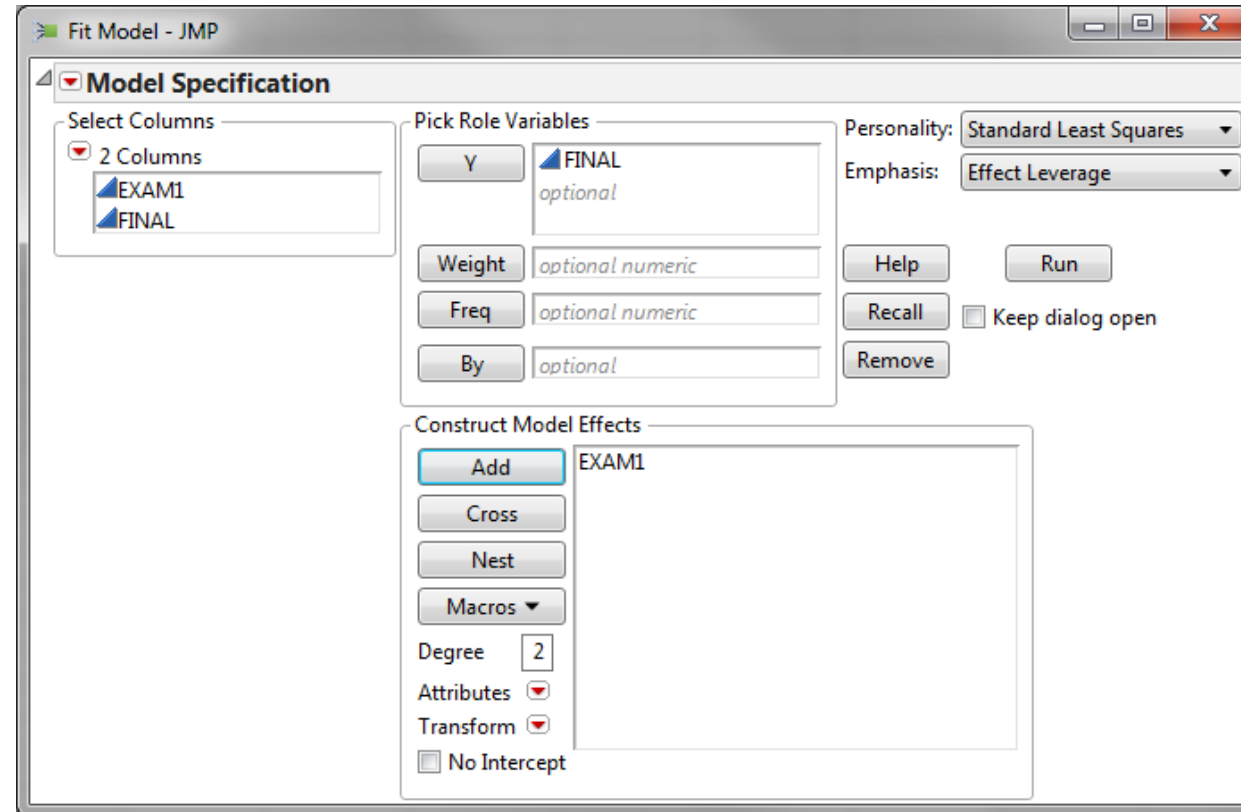 Fit Model - JMP
Model Specification
Select Columns
2 Columns
EXAM1
FINAL
Pick Role Variables
Y
FINAL
optional
Weight
optional numeric
Freq
optional numeric
By
optional
Personality:
Standard Least Squares
Emphasis:
Effect Leverage
Help
Run
Recall
Keep dialog open
Remove
Construct Model Effects
Add
EXAM1
Cross
Nest
Macros
Degree
2
Attributes
Transform
No Intercept